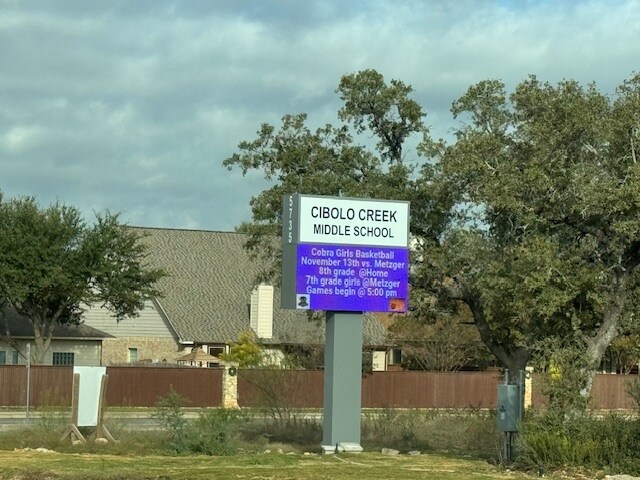 5735
CIBOLO CREEK
MIDDLE SCHOOL
Cobra Girls Basketball
November 13th vs. Metzger
8th grade @Home
7th grade girls @Metzger
Games begin @ 5:00 pm